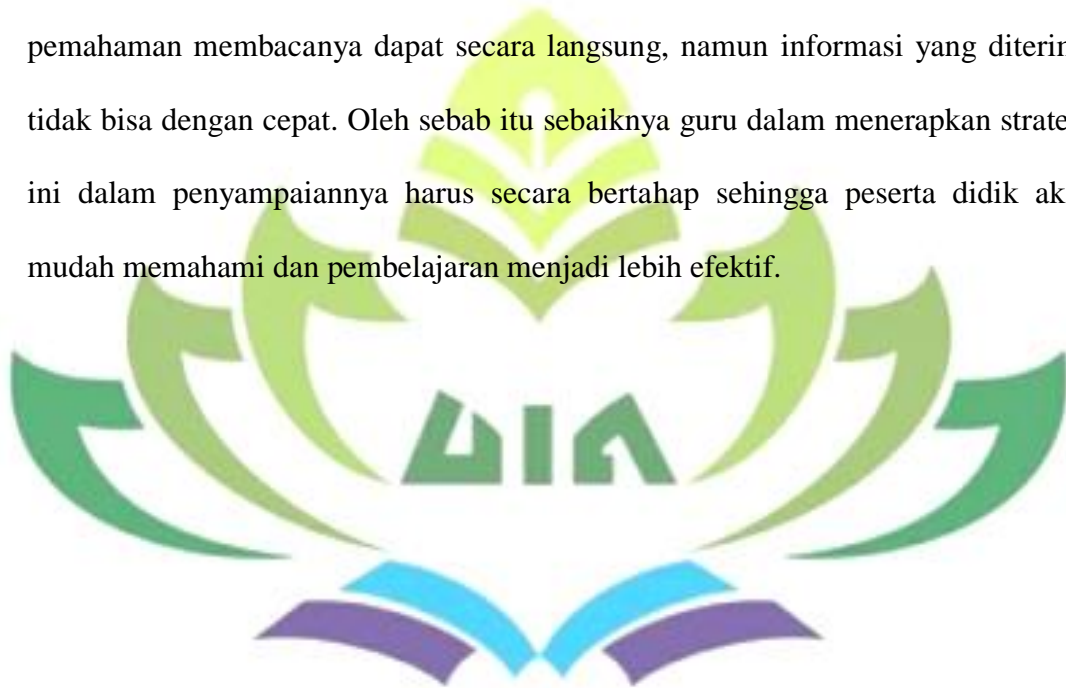 pemahaman membacanya dapat secara langsung, namun informasi yang diterin
tidak bisa dengan cepat. Oleh sebab itu sebaiknya guru dalam menerapkan strate
ini dalam penyampaiannya harus secara bertahap sehingga peserta didik ak
mudah memahami dan pembelajaran menjadi lebih efektif.
UIN